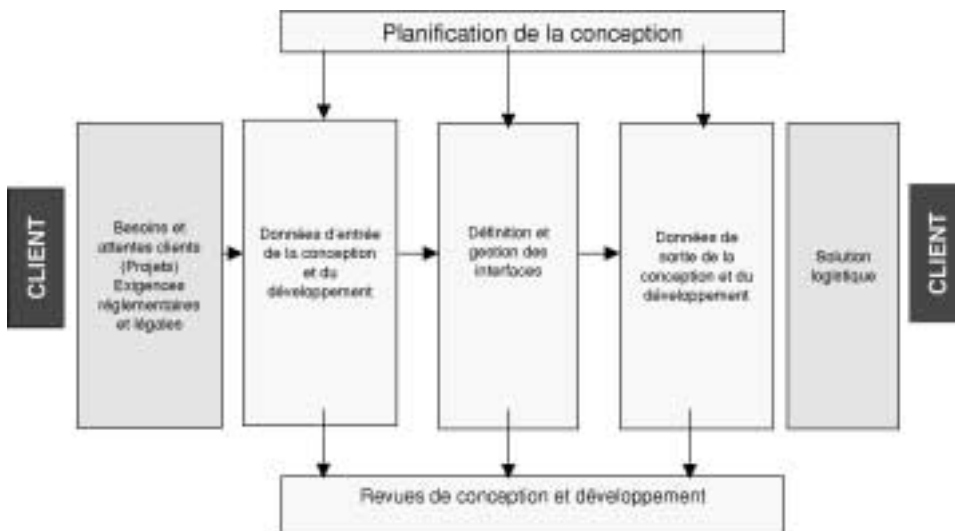 Planification de la conception
CLIENT
Besoins et
attentes clients
(Projets)
Exigences
réglementaires
et légales
Données d'entrée
de la conception
et du
développement
Définition et
gestion des
interfaces
Données de
sortie de la
conception et du
développement
Solution
logistique
CLIENT
Revues de conception et développement